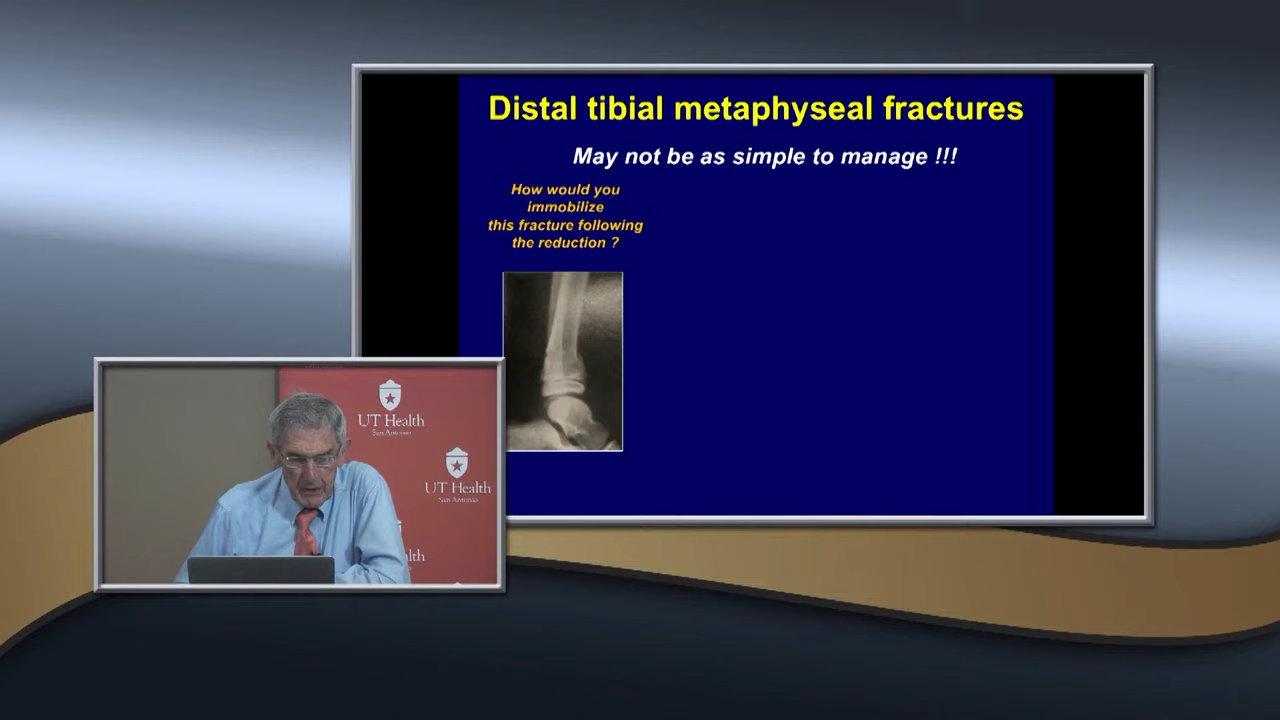 Distal tibial metaphyseal fractures
May not be as simple to manage !!!
How would you
immobilize
this fracture following
the reduction ?
UT Health
San Antonio
UT Health
San Antonio
lth